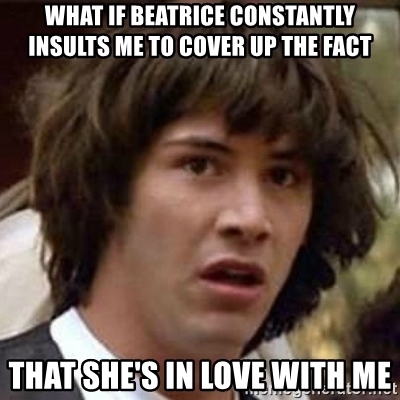 WHAT IF BEATRICE CONSTANTLY
INSULTS ME TO COVER UP THE FACT
THAT SHE'S IN LOVE WITH ME